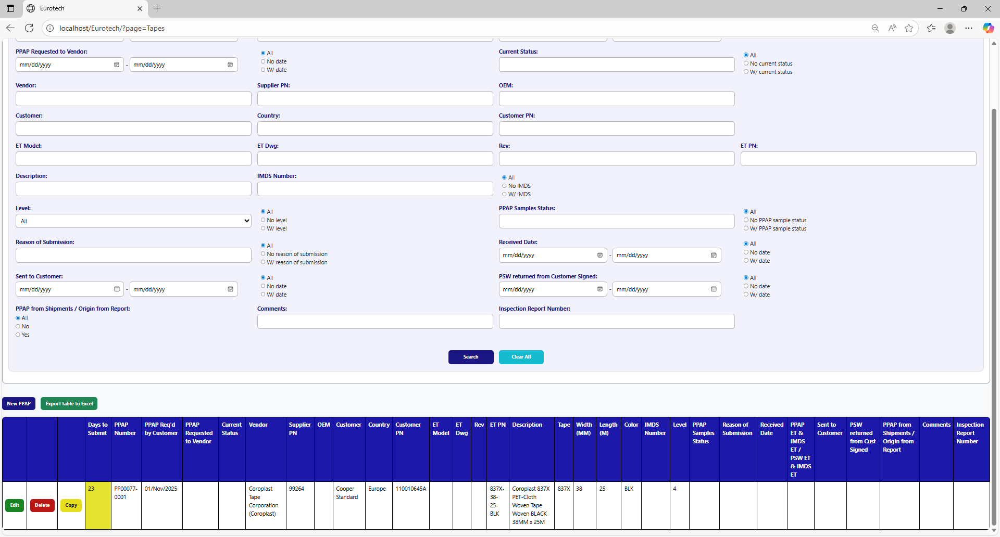 Eurotech
localhost/Eurotech/?page=Tapes
PPAP Requested to Vendor:
mm/dd/yyyy - mm/dd/yyyy
All
No date
W/ date
Current Status:
All
No current status
W/ current status
Vendor:
Supplier PN:
OEM:
Customer:
Country:
Customer PN:
ET Model:
ET Dwg:
Rev:
ET PN:
Description:
IMDS Number:
All
No IMDS
W/ IMDS
Level:
All
All
No level
W/ level
PPAP Samples Status:
All
No PPAP sample status
W/ PPAP sample status
Reason of Submission:
All
No reason of submission
W/ reason of submission
Received Date:
mm/dd/yyyy - mm/dd/yyyy
All
No date
W/ date
Sent to Customer:
mm/dd/yyyy - mm/dd/yyyy
All
No date
W/ date
PSW returned from Customer Signed:
mm/dd/yyyy - mm/dd/yyyy
All
No date
W/ date
PPAP from Shipments / Origin from Report:
All
No
Yes
Comments:
Inspection Report Number:
Search
Clear All
New PPAP
Export table to Excel
Days to
Submit
PPAP
Number
PPAP Req'd
by Customer
PPAP
Requested
to Vendor
Current
Status
Vendor
Supplier
PN
OEM
Customer
Country
Customer
PN
ET
Model
ET
Dwg
Rev
ET PN
Description
Tape
Width
(MM)
Length
(M)
Color
IMDS
Number
Level
PPAP
Samples
Status
Reason of
Submission
Received
Date
PPAP
ET &
IMDS
ET /
PSW ET
& IMDS
ET
Sent to
Customer
PSW
returned
from Cust
Signed
PPAP from
Shipments /
Origin from
Report
Comments
Inspection
Report
Number
Edit
Delete
Copy
23
PP00077-
0001
01/Nov/2025
Coroplast
Tape
Corporation
(Coroplast)
99264
Cooper
Standard
Europe
110010645A
837X-
38-
25-
BLK
Coroplast 837X
PET-Cloth
Woven Tape
Woven BLACK
38MM x 25M
837X
38
25
BLK
4